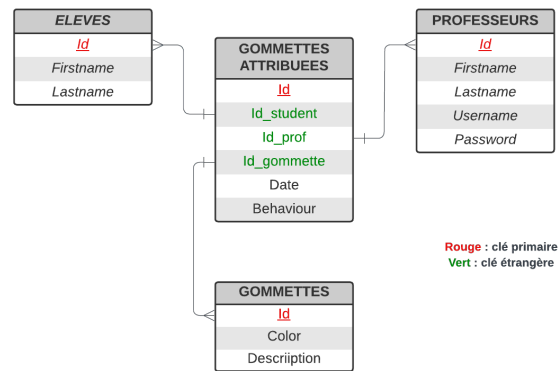 ELEVES
Id
Firstname
Lastname
GOMMETTES
ATTRIBUEES
Id
Id_student
Id_prof
Id_gommette
Date
Behaviour
PROFESSEURS
Id
Firstname
Lastname
Username
Password
Rouge : clé primaire
Vert : clé étrangère
GOMMETTES
Id
Color
Descriiption